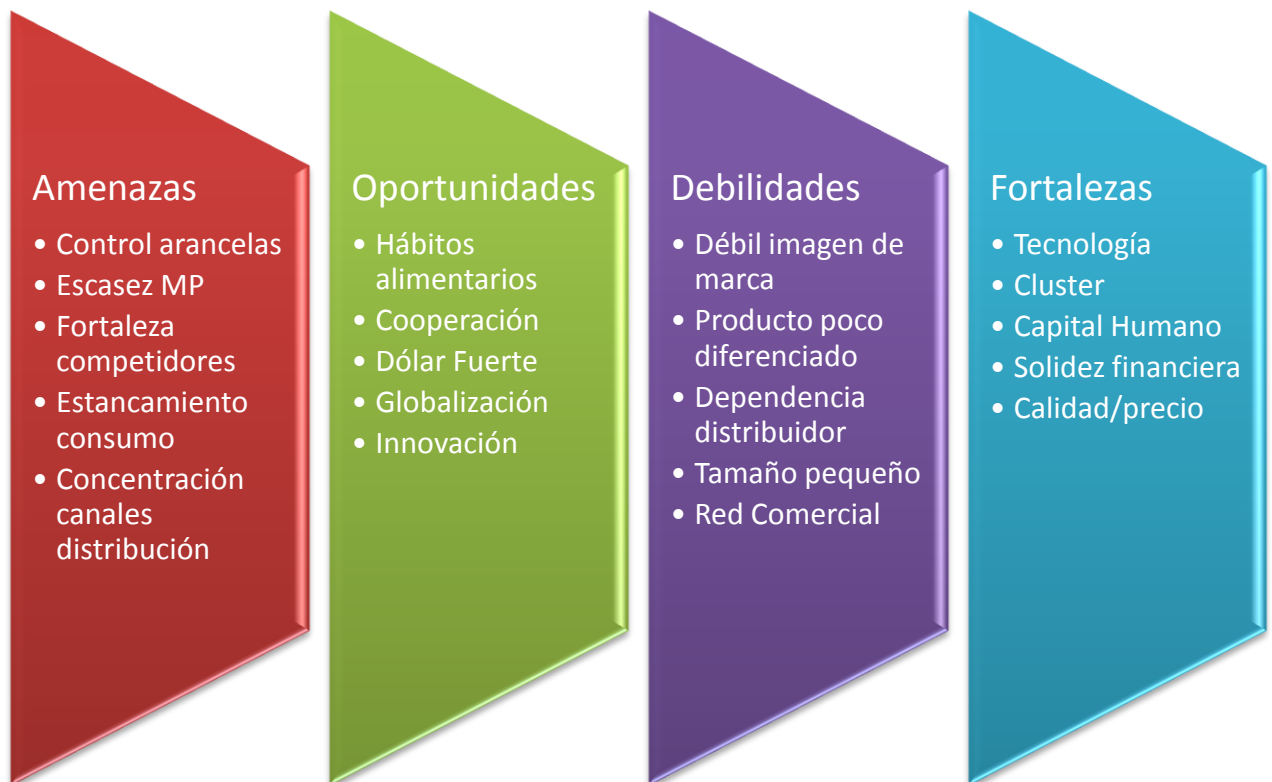 Amenazas
• Control arancelas
• Escasez MP
• Fortaleza
competidores
• Estancamiento
consumo
• Concentración
canales
distribución
Oportunidades
• Hábitos
alimentarios
• Cooperación
• Dólar Fuerte
• Globalización
• Innovación
Debilidades
• Débil imagen de
marca
• Producto poco
diferenciado
• Dependencia
distribuidor
• Tamaño pequeño
• Red Comercial
Fortalezas
• Tecnología
• Cluster
• Capital Humano
• Solidez financiera
• Calidad/precio